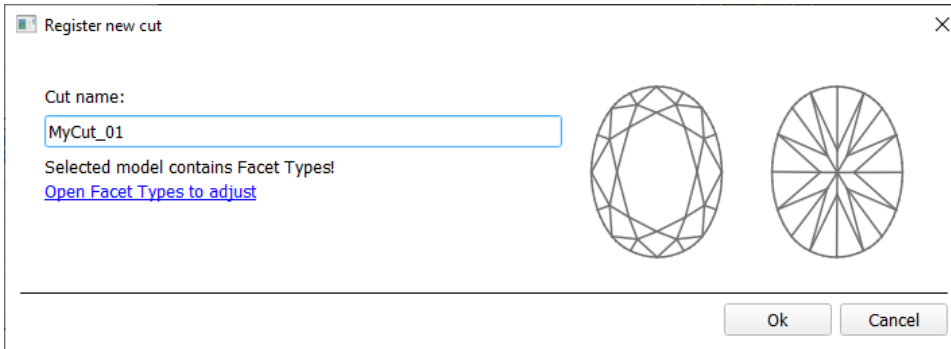 Register new cut
Cut name:
MyCut_01
Selected model contains Facet Types!
Open Facet Types to adjust
Ok
Cancel